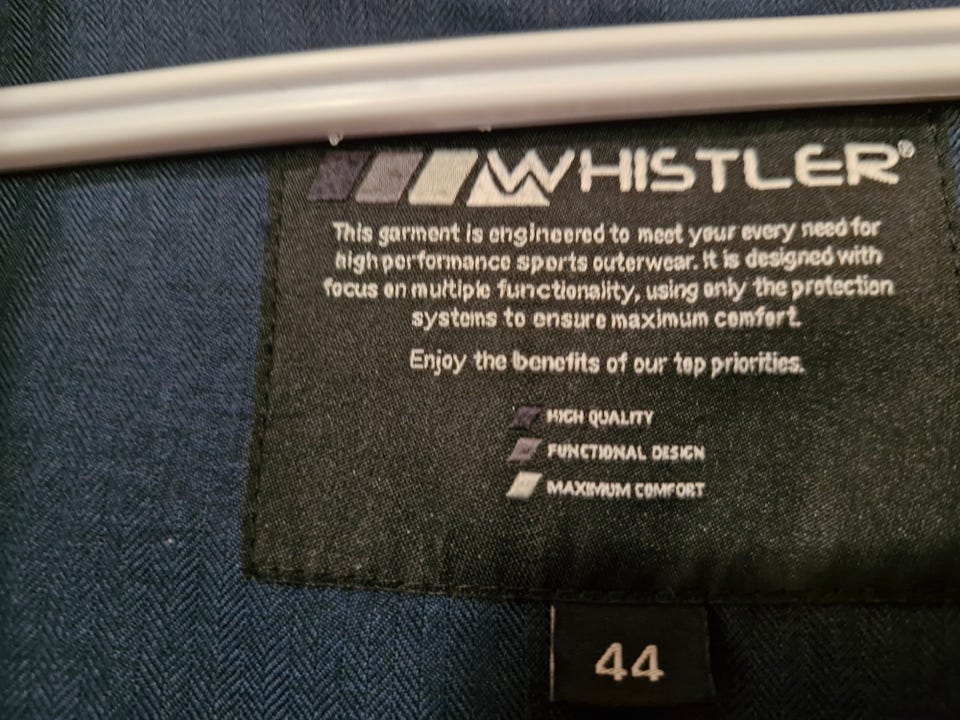 WHISTLER®
This garment is engineered to meet your every need for
high performance sports outerwear. It is designed with
focus on multiple functionality, using only the protection
systems to ensure maximum comfort.
Enjoy the benefits of our top priorities.
HIGH QUALITY
FUNCTIONAL DESIGN
MAXIMUM COMFORT
44